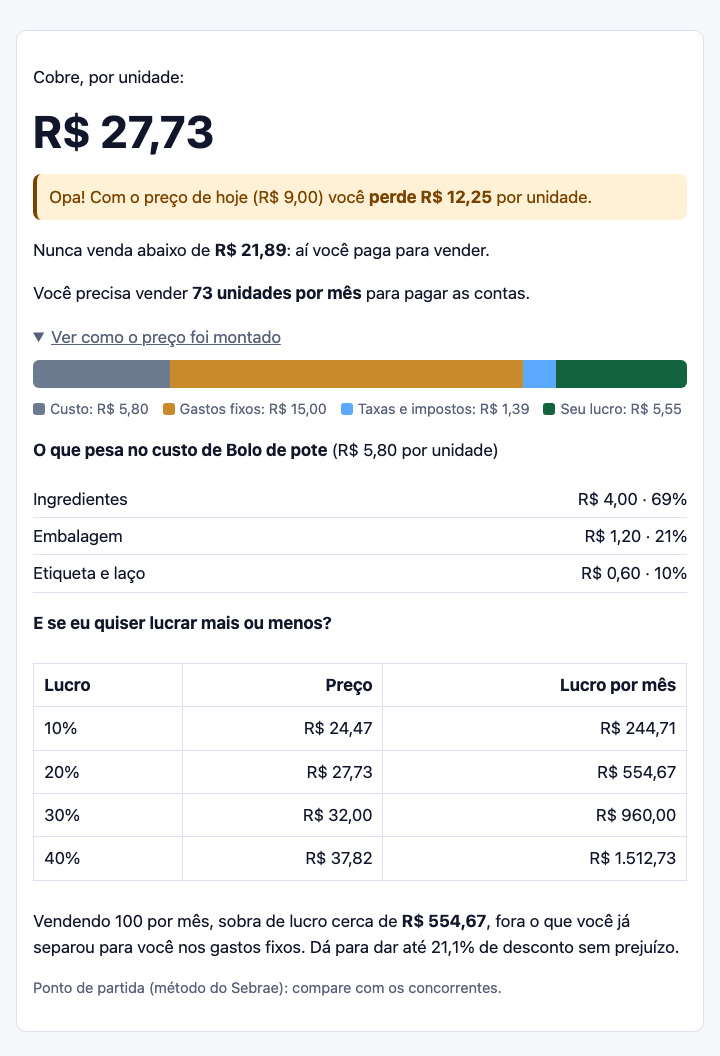 Cobre, por unidade:
R$ 27,73
Opa! Com o preço de hoje (R$ 9,00) você perde R$ 12,25 por unidade.
Nunca venda abaixo de R$ 21,89: aí você paga para vender.
Você precisa vender 73 unidades por mês para pagar as contas.
▼ Ver como o preço foi montado
Custo: R$ 5,80 Gastos fixos: R$ 15,00 Taxas e impostos: R$ 1,39 Seu lucro: R$ 5,55
O que pesa no custo de Bolo de pote (R$ 5,80 por unidade)
Ingredientes R$ 4,00 · 69%
Embalagem R$ 1,20 · 21%
Etiqueta e laço R$ 0,60 · 10%
E se eu quiser lucrar mais ou menos?
Lucro Preço Lucro por mês
10% R$ 24,47 R$ 244,71
20% R$ 27,73 R$ 554,67
30% R$ 32,00 R$ 960,00
40% R$ 37,82 R$ 1.512,73
Vendendo 100 por mês, sobra de lucro cerca de R$ 554,67, fora o que você já
separou para você nos gastos fixos. Dá para dar até 21,1% de desconto sem prejuízo.
Ponto de partida (método do Sebrae): compare com os concorrentes.